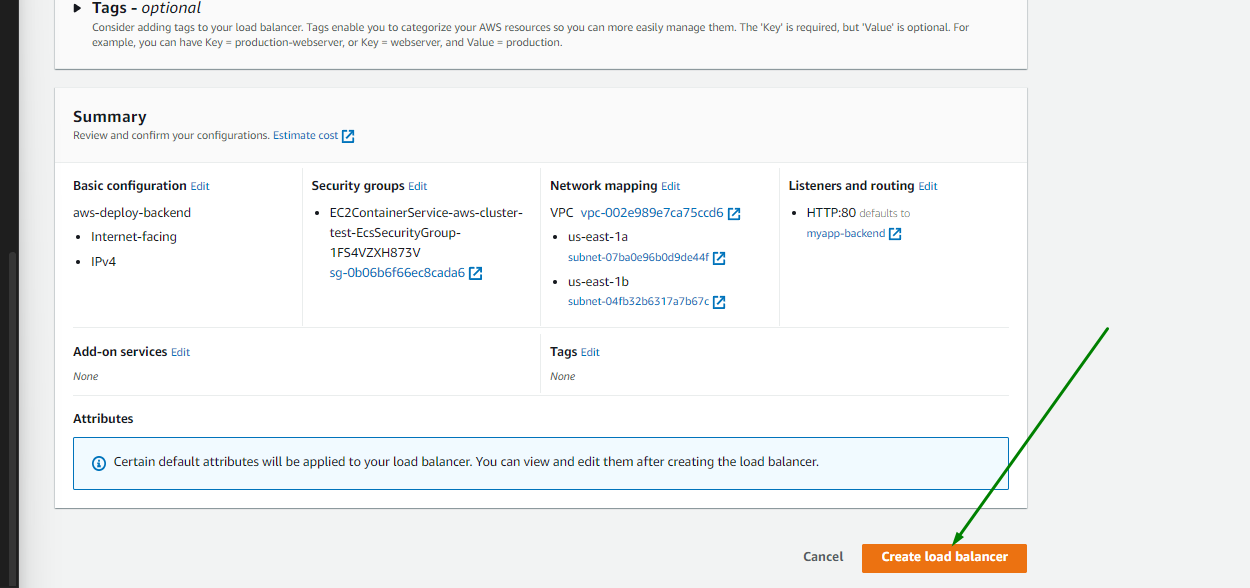 Tags - optional
Consider adding tags to your load balancer. Tags enable you to categorize your AWS resources so you can more easily manage them. The 'Key' is required, but 'Value' is optional. For
example, you can have Key = production-webserver, or Key = webserver, and Value = production.
Summary
Review and confirm your configurations. Estimate cost
Basic configuration Edit
aws-deploy-backend
• Internet-facing
• IPv4
Security groups Edit
• EC2ContainerService-aws-cluster-
test-EcsSecurityGroup-
1FS4VZXH873V
sg-0b06b6f66ec8cada6
Network mapping Edit
VPC vpc-002e989e7ca75ccd6
• us-east-1a
subnet-07ba0e96b0d9de44f
• us-east-1b
subnet-04fb32b6317a7b67c
Listeners and routing Edit
• HTTP:80 defaults to
myapp-backend
Add-on services Edit
None
Tags Edit
None
Attributes
Certain default attributes will be applied to your load balancer. You can view and edit them after creating the load balancer.
Cancel
Create load balancer